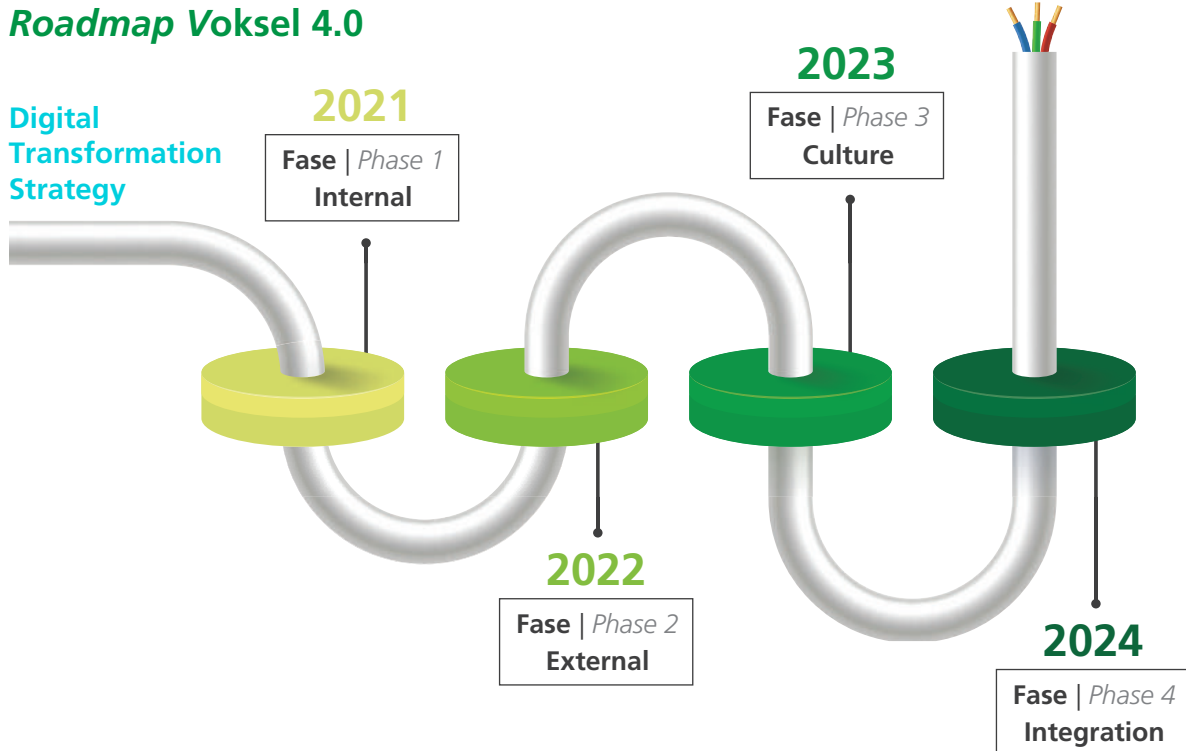 Roadmap Voksel 4.0
Digital
Transformation
Strategy
2021
Fase | Phase 1
Internal
2022
Fase | Phase 2
External
2023
Fase | Phase 3
Culture
2024
Fase | Phase 4
Integration